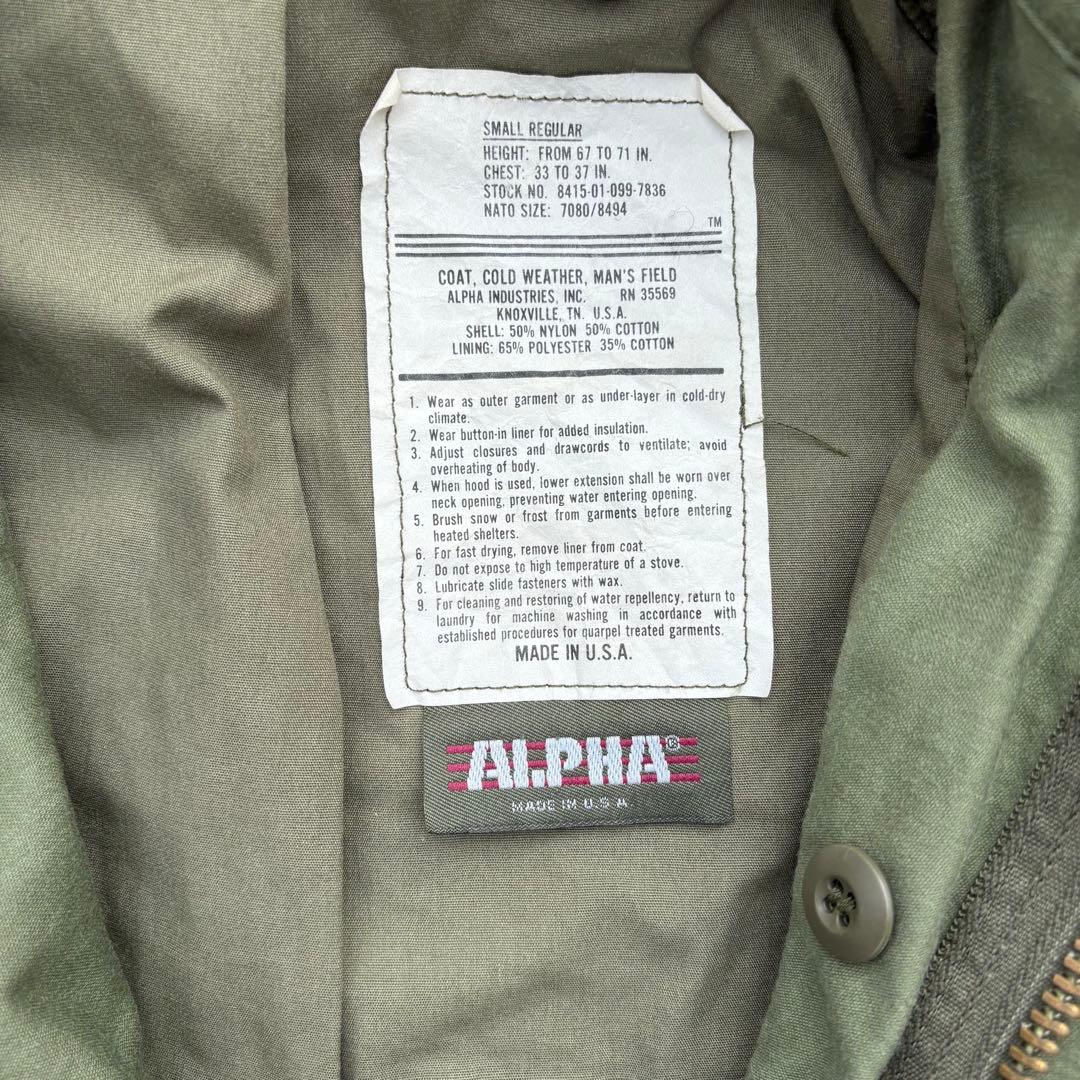 SMALL REGULAR
HEIGHT: FROM 67 TO 71 IN.
CHEST: 33 TO 37 IN.
STOCK NO. 8415-01-099-7836
NATO SIZE: 7080/8494
TM
COAT, COLD WEATHER, MAN'S FIELD
ALPHA INDUSTRIES, INC. RN 35569
KNOXVILLE, TN. U.S.A.
SHELL: 50% NYLON 50% COTTON
LINING: 65% POLYESTER 35% COTTON
1. Wear as outer garment or as under-layer in cold-dry
climate.
2. Wear button-in liner for added insulation.
3. Adjust closures and drawcords to ventilate; avoid
overheating of body.
4. When hood is used, lower extension shall be worn over
neck opening, preventing water entering opening.
5. Brush snow or frost from garments before entering
heated shelters.
6. For fast drying, remove liner from coat.
7. Do not expose to high temperature of a stove.
8. Lubricate slide fasteners with wax.
9. For cleaning and restoring of water repellency, return to
laundry for machine washing in accordance with
established procedures for quarpel treated garments.
MADE IN U.S.A.
ALPHA®
MADE IN U.S.A.